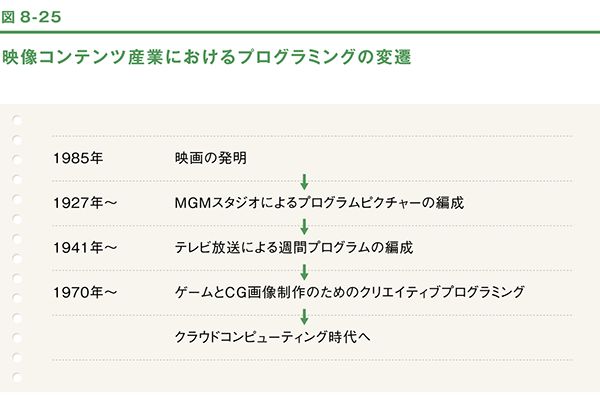 図 8-25
映像コンテンツ産業におけるプログラミングの変遷
1985年 映画の発明
1927年〜 MGMスタジオによるプログラムピクチャーの編成
1941年〜 テレビ放送による週間プログラムの編成
1970年〜 ゲームとCG画像制作のためのクリエイティブプログラミング
クラウドコンピューティング時代へ